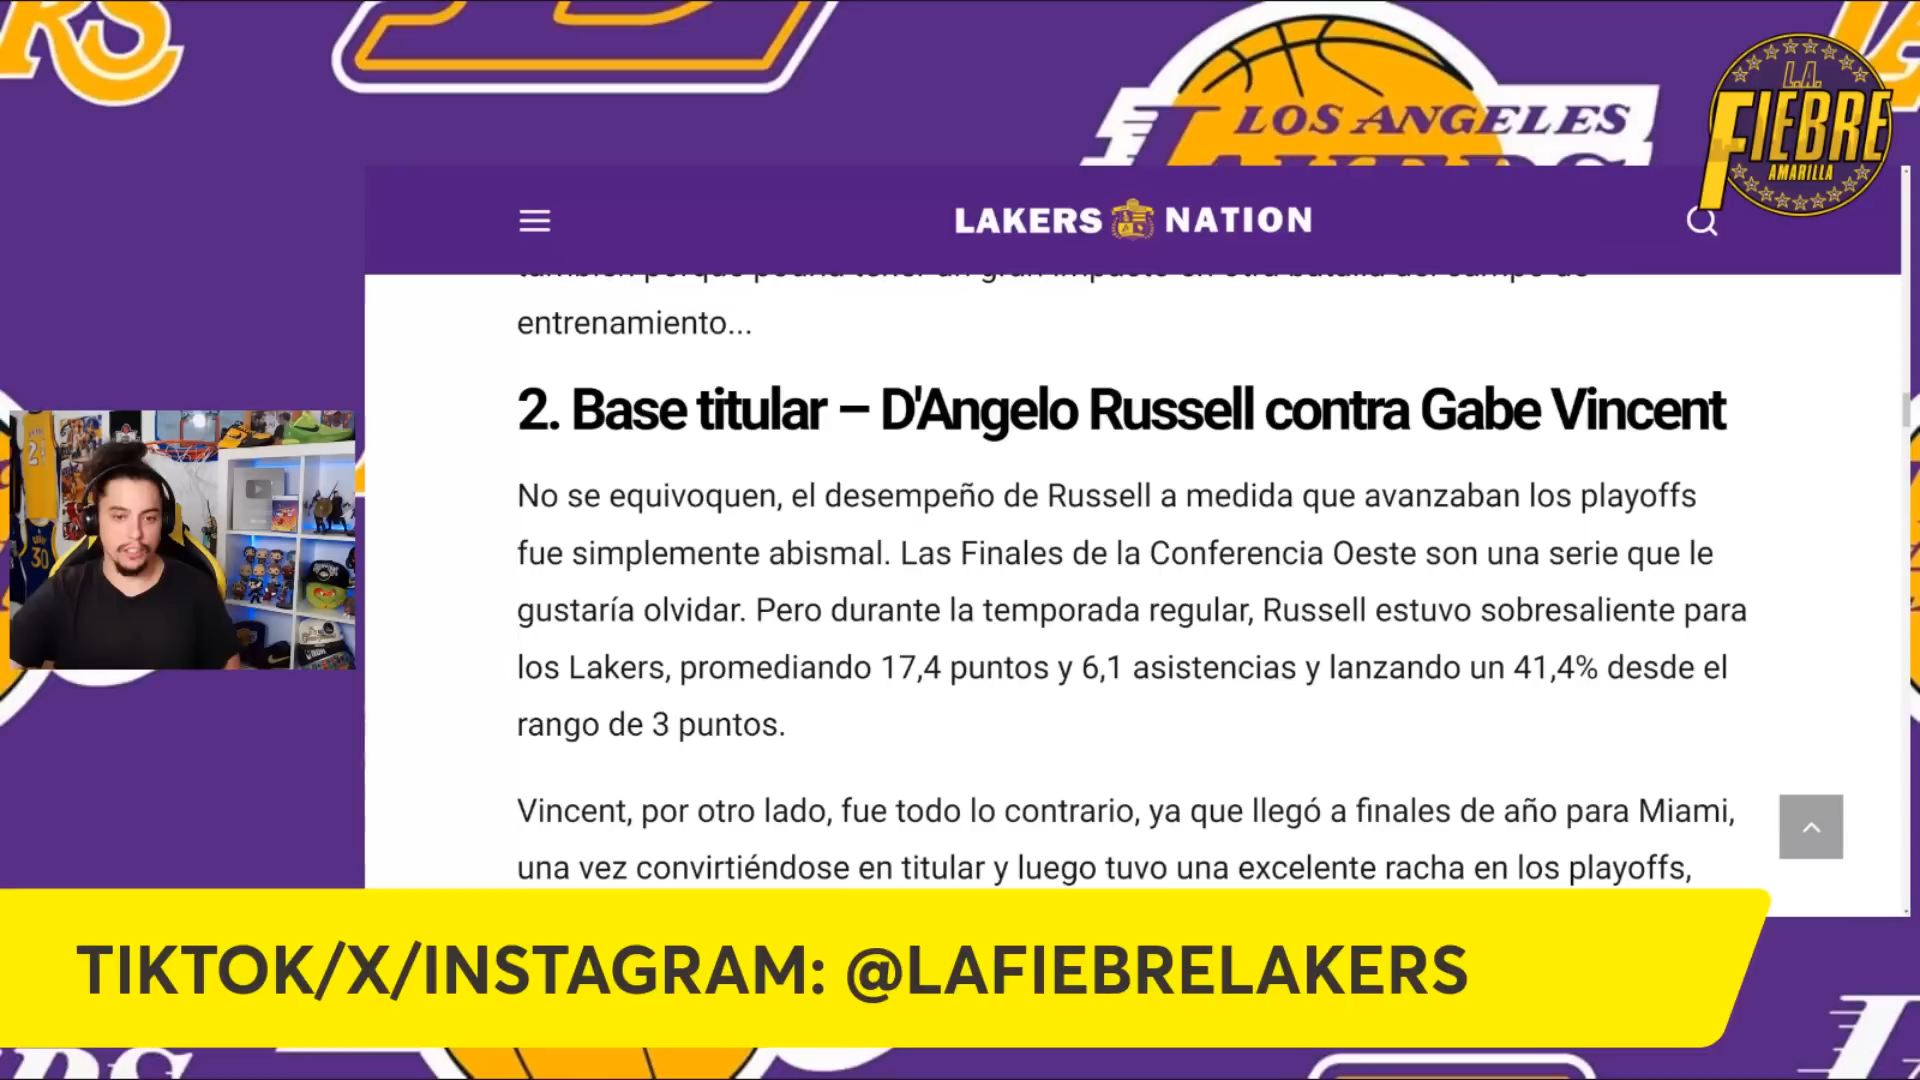 RS
LOS ANGELES
L.A.
FIEBRE
AMARILLA
LAKERS NATION
entrenamiento...
2. Base titular – D'Angelo Russell contra Gabe Vincent
No se equivoquen, el desempeño de Russell a medida que avanzaban los playoffs
fue simplemente abismal. Las Finales de la Conferencia Oeste son una serie que le
gustaría olvidar. Pero durante la temporada regular, Russell estuvo sobresaliente para
los Lakers, promediando 17,4 puntos y 6,1 asistencias y lanzando un 41,4% desde el
rango de 3 puntos.
Vincent, por otro lado, fue todo lo contrario, ya que llegó a finales de año para Miami,
una vez convirtiéndose en titular y luego tuvo una excelente racha en los playoffs,
24
30
TIKTOK/X/INSTAGRAM: @LAFIEBRELAKERS